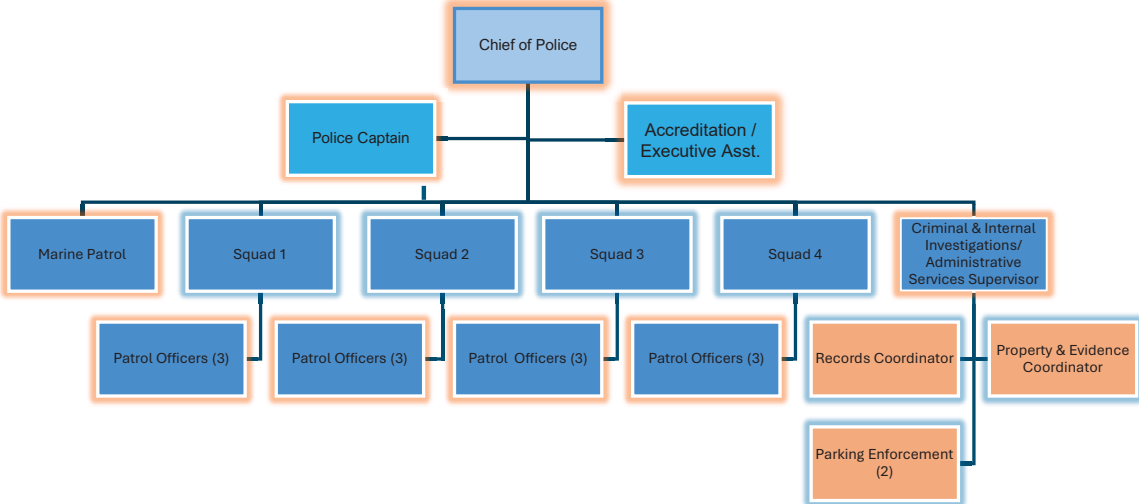 Chief of Police
Police Captain
Accreditation /
Executive Asst.
Marine Patrol
Squad 1
Squad 2
Squad 3
Squad 4
Criminal & Internal
Investigations/
Administrative
Services Supervisor
Patrol Officers (3)
Patrol Officers (3)
Patrol Officers (3)
Patrol Officers (3)
Records Coordinator
Property & Evidence
Coordinator
Parking Enforcement
(2)